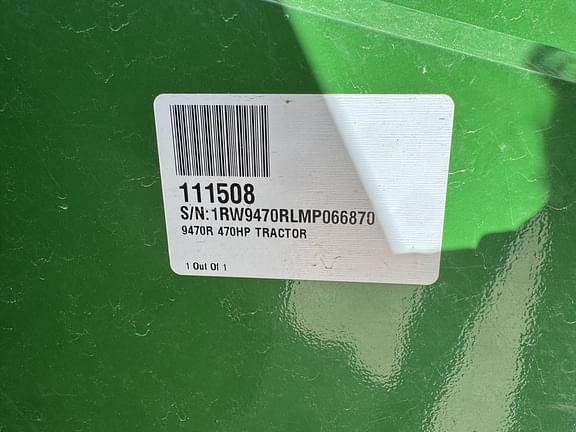 111508
S/N:1RW9470RLMP066870
9470R 470HP TRACTOR
1 Out Of 1